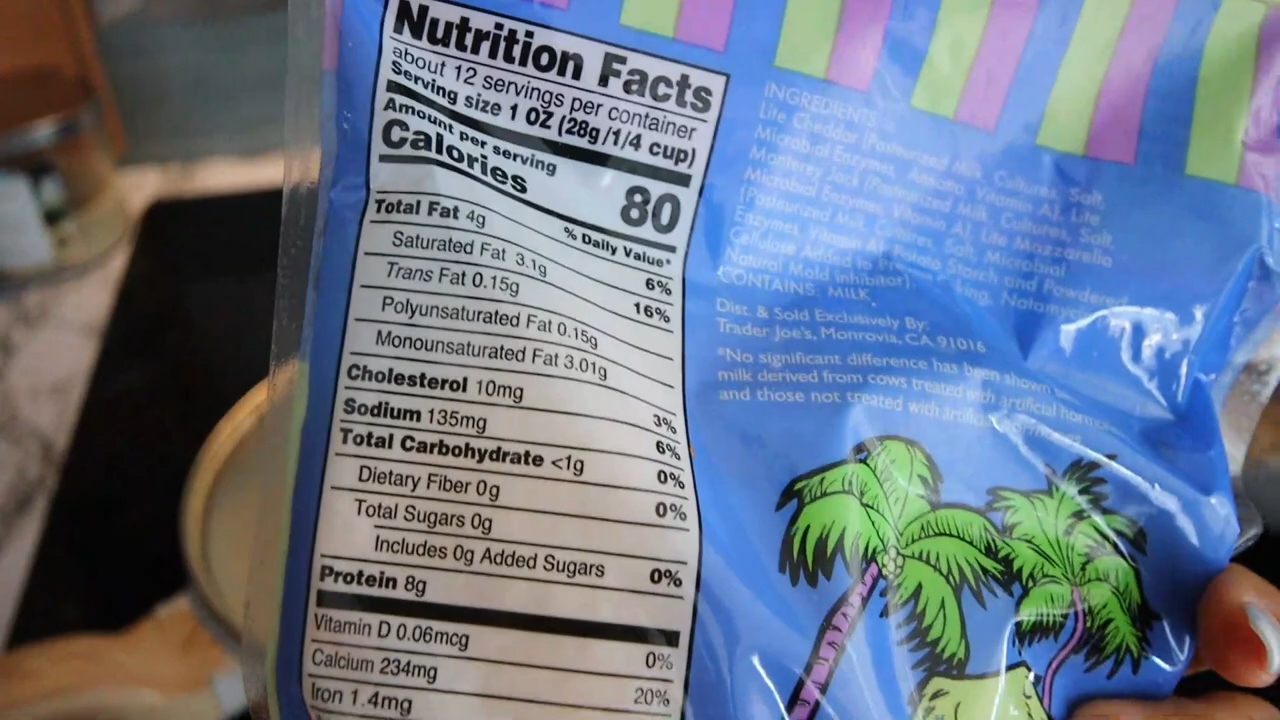 Nutrition Facts
about 12 servings per container
Serving size 1 OZ (28g/1/4 cup)
Amount per serving
Calories 80
% Daily Value*
Total Fat 4g 6%
Saturated Fat 3.1g 16%
Trans Fat 0.15g
Polyunsaturated Fat 0.15g
Monounsaturated Fat 3.01g
Cholesterol 10mg 3%
Sodium 135mg 6%
Total Carbohydrate <1g 0%
Dietary Fiber 0g 0%
Total Sugars 0g
Includes 0g Added Sugars 0%
Protein 8g
Vitamin D 0.06mcg 0%
Calcium 234mg 20%
Iron 1.4mg
INGREDIENTS:
Lite Cheddar (Pasteurized Milk, Cultures, Salt,
Microbial Enzymes, Annatto, Vitamin A), Lite
Monterey Jack (Pasteurized Milk, Cultures, Salt,
Microbial Enzymes, Vitamin A), Lite Mozzarella
(Pasteurized Milk, Cultures, Salt, Microbial
Enzymes, Vitamin A), Potato Starch and Powdered
Cellulose Added to
Natural Mold Inhibitor).
CONTAINS: MILK.
Dist. & Sold Exclusively By:
Trader Joe's, Monrovia, CA 91016
*No significant difference has been shown
milk derived from cows treated with artificial
and those not treated with